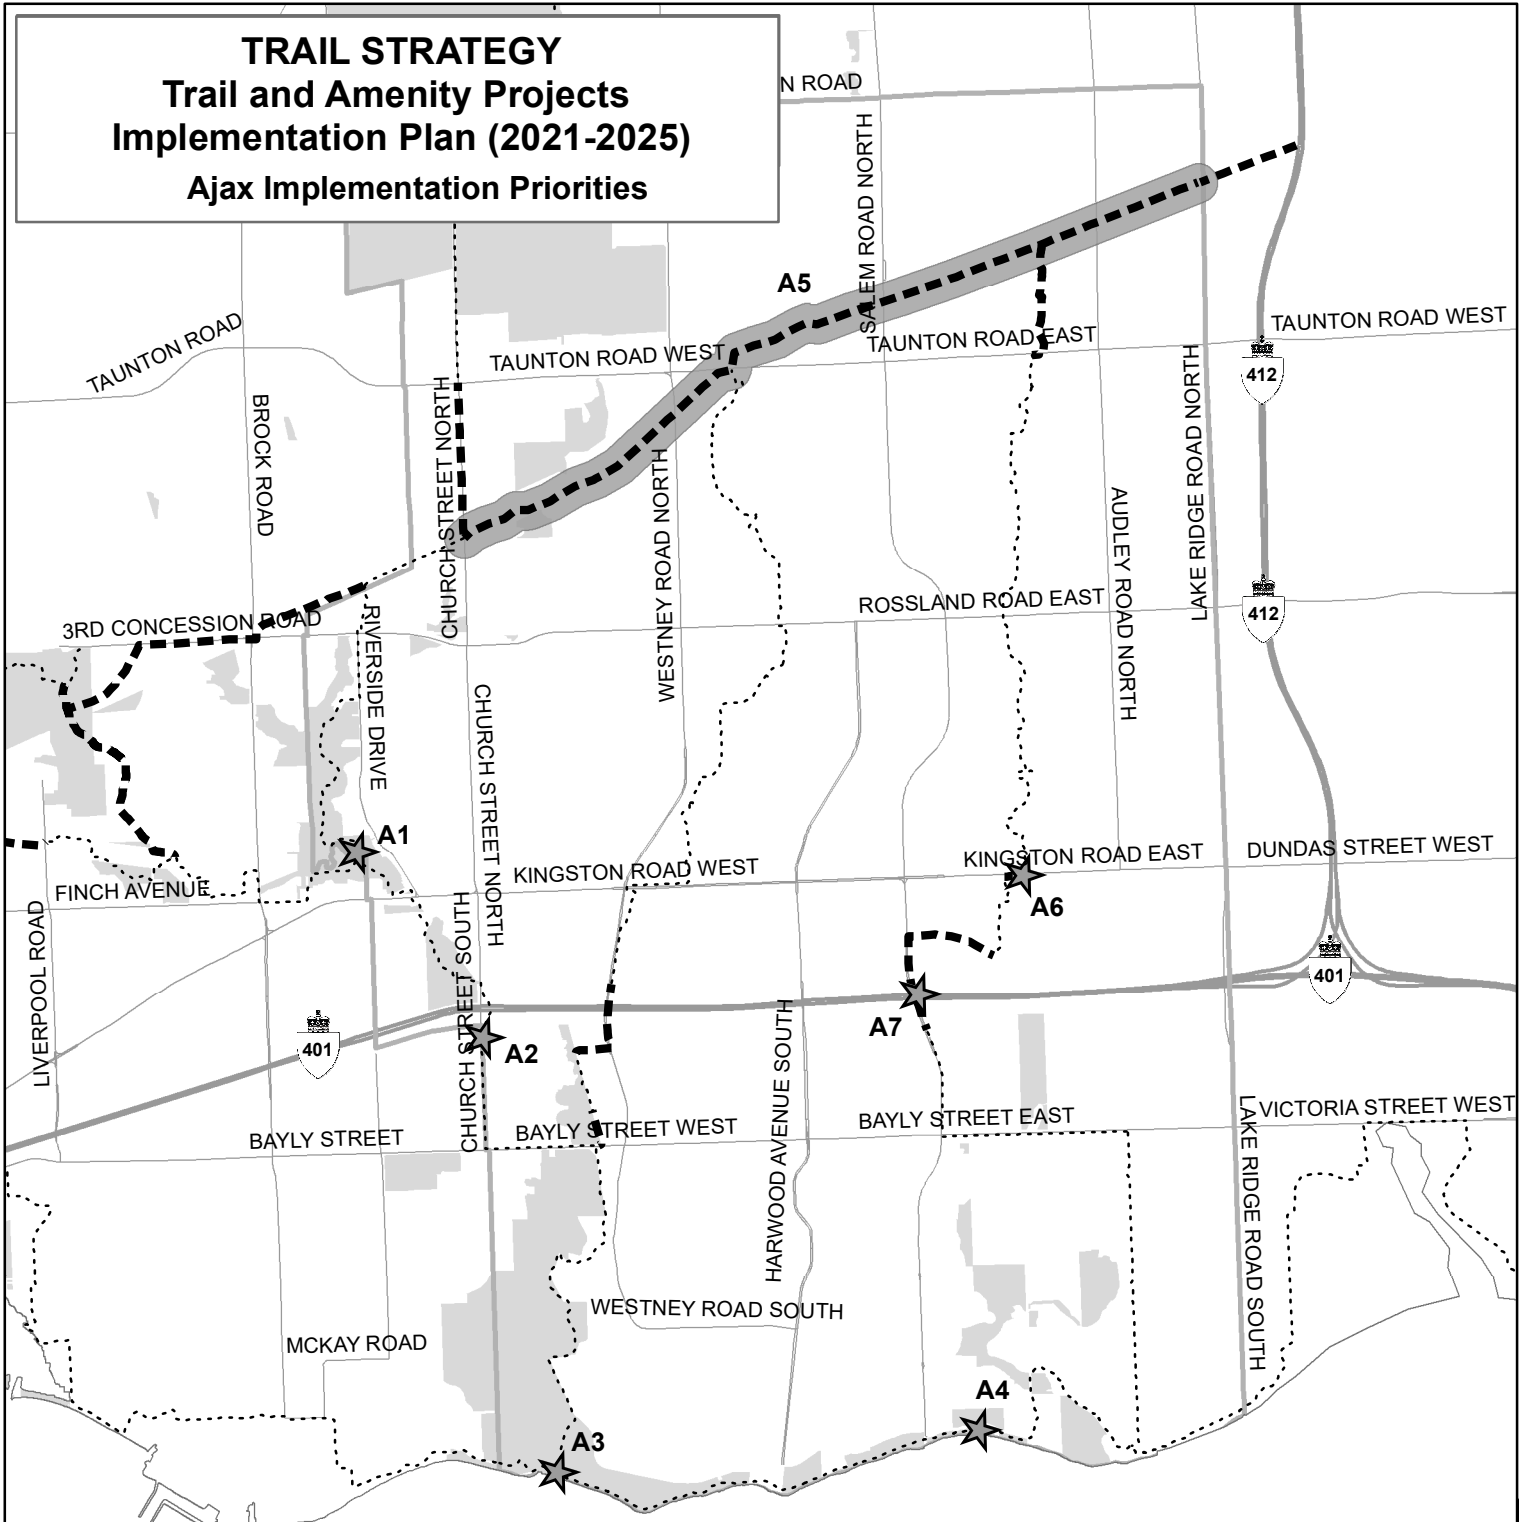 TRAIL STRATEGY
Trail and Amenity Projects
Implementation Plan (2021-2025)
Ajax Implementation Priorities
N ROAD
SALEM ROAD NORTH
A5
TAUNTON ROAD
TAUNTON ROAD WEST
TAUNTON ROAD EAST
TAUNTON ROAD WEST
412
BROCK ROAD
CHURCH STREET NORTH
WESTNEY ROAD NORTH
AUDLEY ROAD NORTH
LAKE RIDGE ROAD NORTH
412
3RD CONCESSION ROAD
RIVERSIDE DRIVE
ROSSLAND ROAD EAST
CHURCH STREET NORTH
A1
FINCH AVENUE
KINGSTON ROAD WEST
KINGSTON ROAD EAST
DUNDAS STREET WEST
A6
LIVERPOOL ROAD
CHURCH STREET SOUTH
401
401
A2
A7
HARWOOD AVENUE SOUTH
BAYLY STREET
BAYLY STREET WEST
BAYLY STREET EAST
VICTORIA STREET WEST
LAKE RIDGE ROAD SOUTH
WESTNEY ROAD SOUTH
MCKAY ROAD
A4
A3